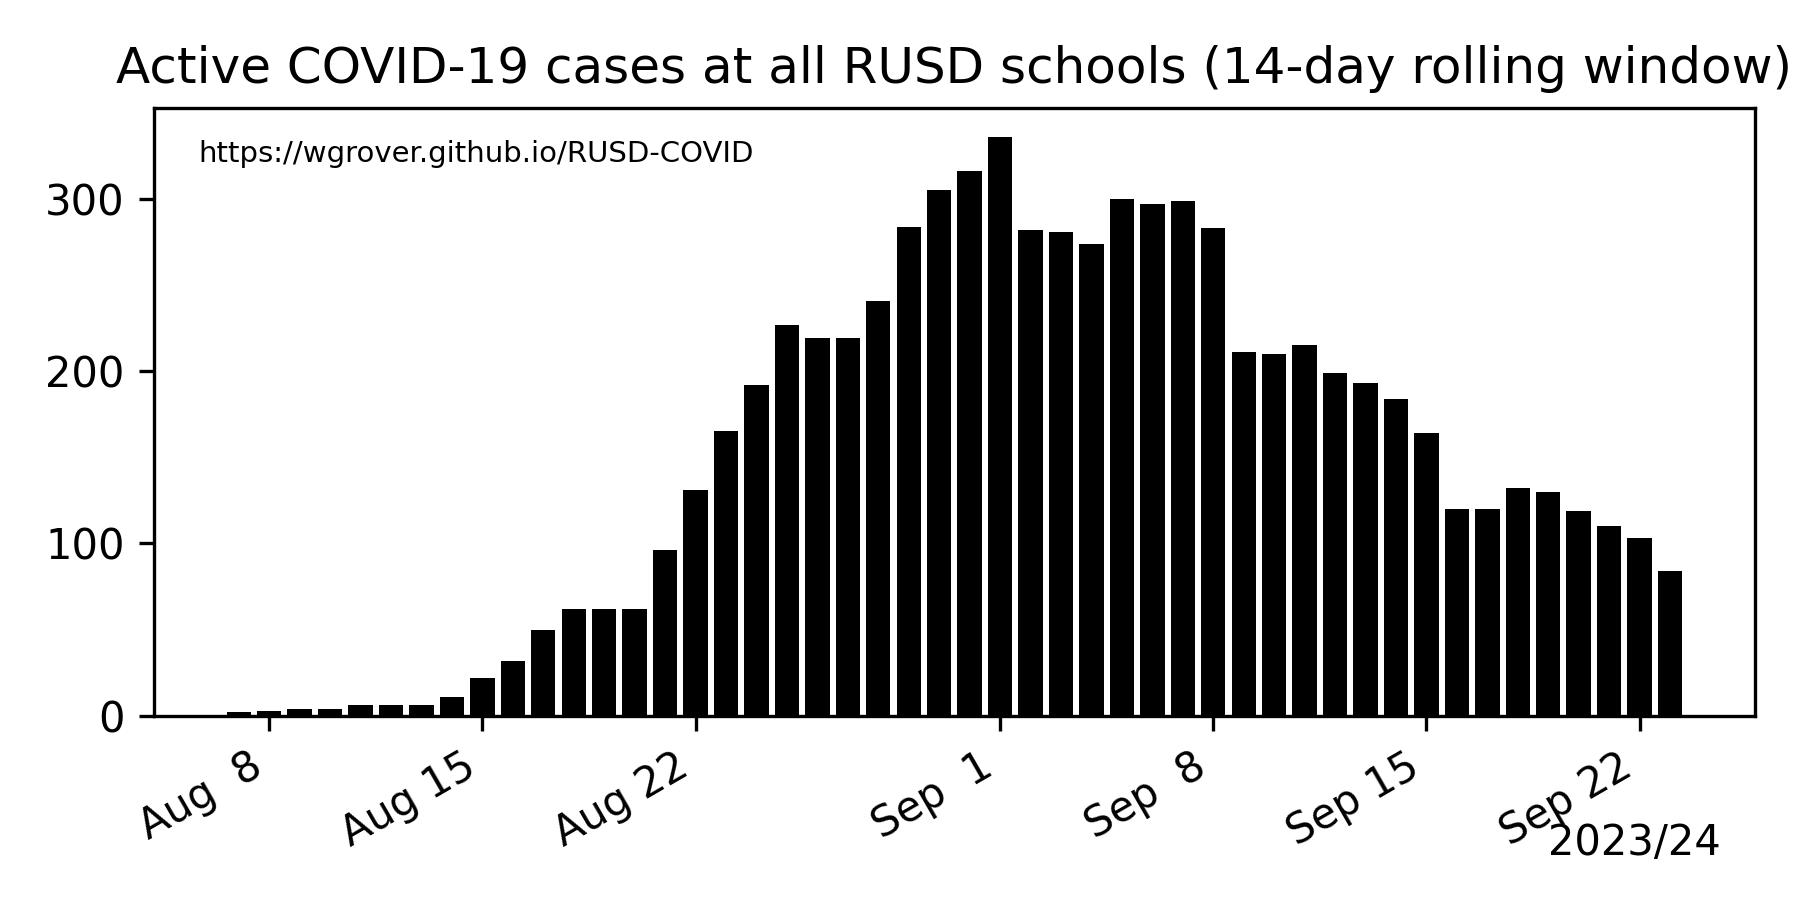 Active COVID-19 cases at all RUSD schools (14-day rolling window)
https://wgrover.github.io/RUSD-COVID
300
200
100
0
Aug 8
Aug 15
Aug 22
Sep 1
Sep 8
Sep 15
Sep 22
2023/24